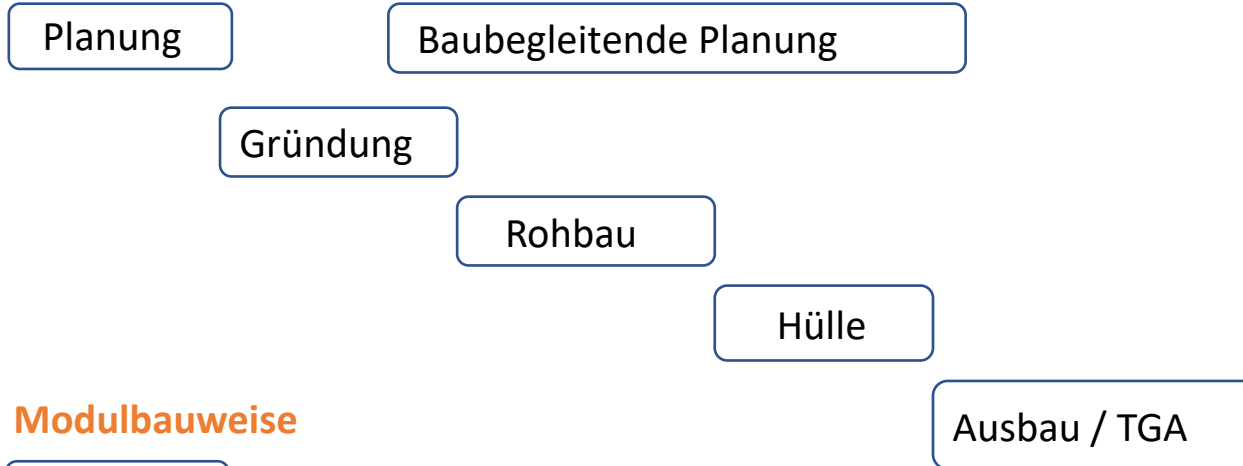 Planung
Baubegleitende Planung
Gründung
Rohbau
Hülle
Modulbauweise
Ausbau / TGA